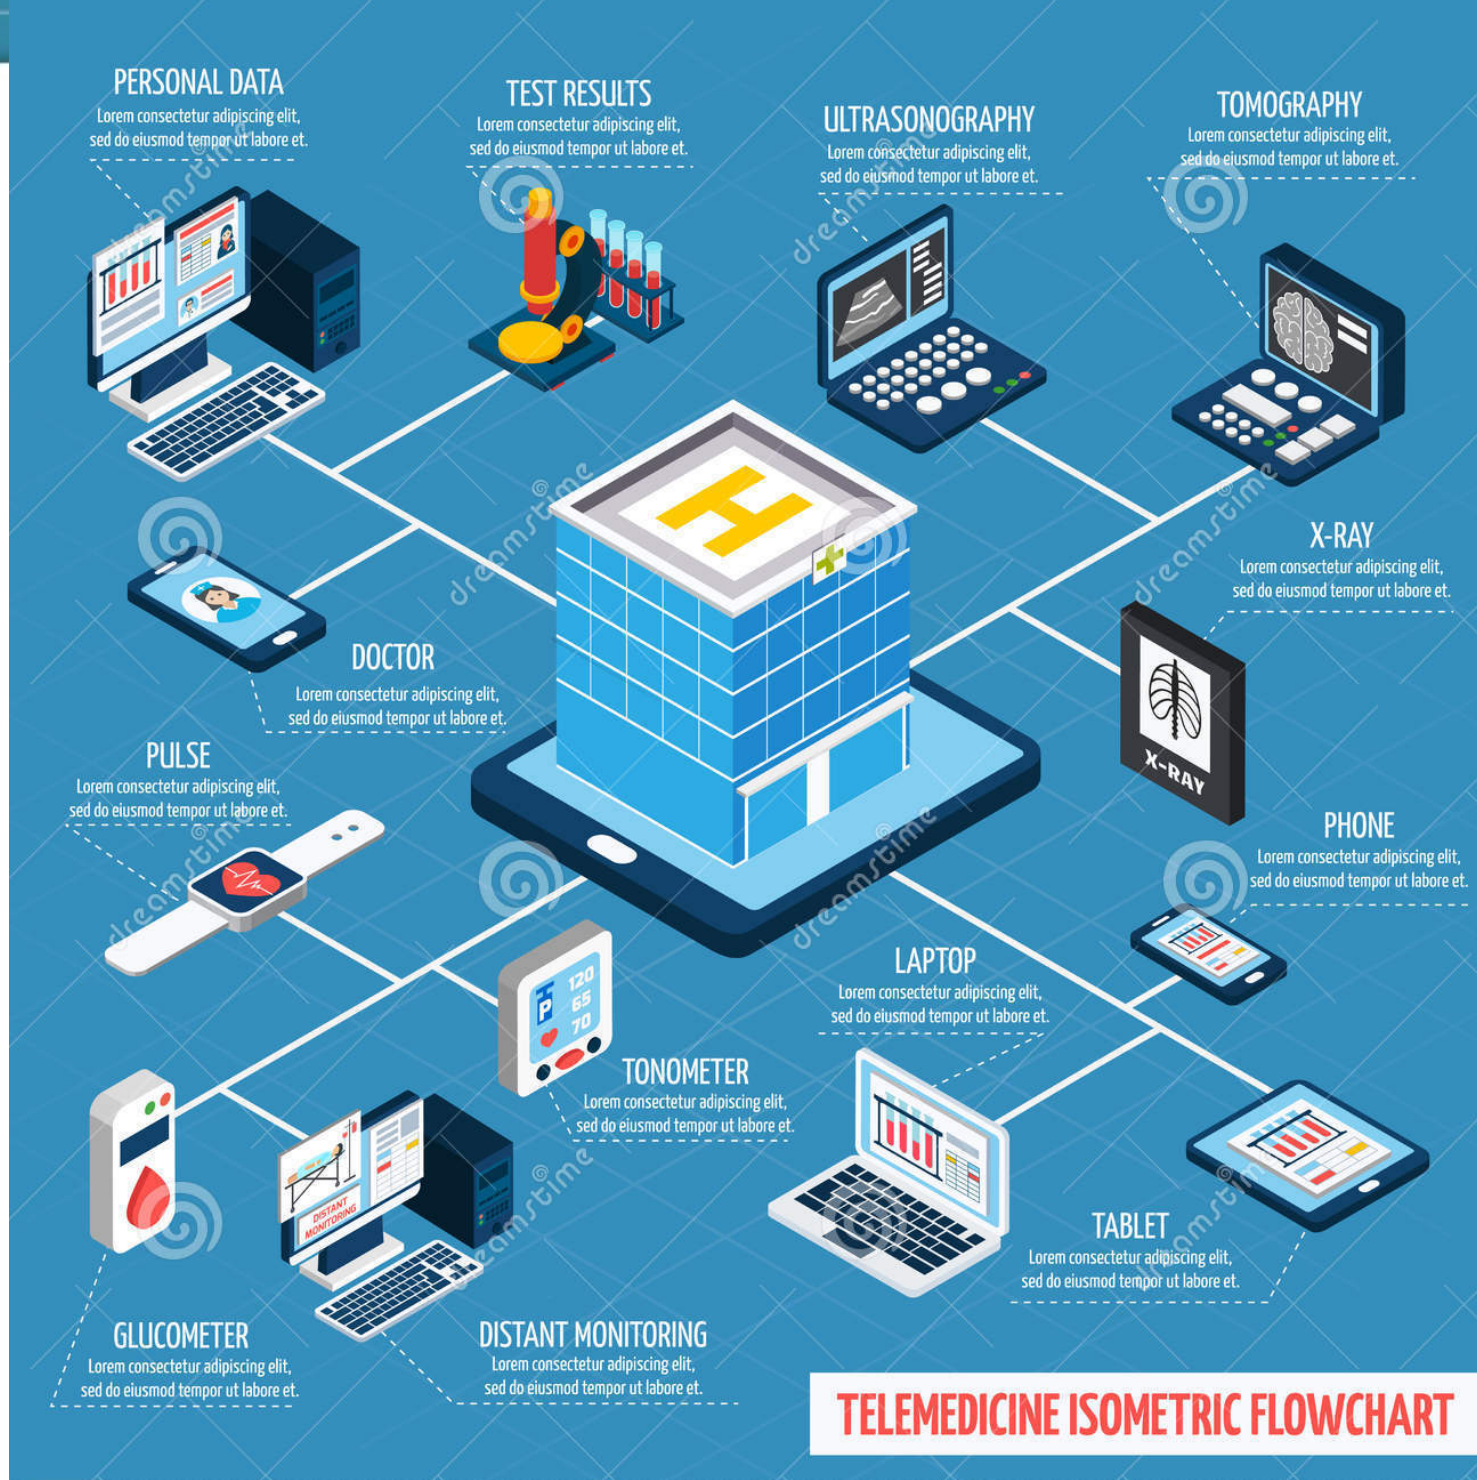 PERSONAL DATA
Lorem consectetur adipiscing elit,
sed do eiusmod tempor ut labore et.
TEST RESULTS
Lorem consectetur adipiscing elit,
sed do eiusmod tempor ut labore et.
ULTRASONOGRAPHY
Lorem consectetur adipiscing elit,
sed do eiusmod tempor ut labore et.
TOMOGRAPHY
Lorem consectetur adipiscing elit,
sed do eiusmod tempor ut labore et.
H
DOCTOR
Lorem consectetur adipiscing elit,
sed do eiusmod tempor ut labore et.
X-RAY
Lorem consectetur adipiscing elit,
sed do eiusmod tempor ut labore et.
X-RAY
PULSE
Lorem consectetur adipiscing elit,
sed do eiusmod tempor ut labore et.
PHONE
Lorem consectetur adipiscing elit,
sed do eiusmod tempor ut labore et.
P
120
65
70
TONOMETER
Lorem consectetur adipiscing elit,
sed do eiusmod tempor ut labore et.
LAPTOP
Lorem consectetur adipiscing elit,
sed do eiusmod tempor ut labore et.
DISTANT
MONITORING
TABLET
Lorem consectetur adipiscing elit,
sed do eiusmod tempor ut labore et.
GLUCOMETER
Lorem consectetur adipiscing elit,
sed do eiusmod tempor ut labore et.
DISTANT MONITORING
Lorem consectetur adipiscing elit,
sed do eiusmod tempor ut labore et.
TELEMEDICINE ISOMETRIC FLOWCHART
dreamstime
dreamstime
dreamstime
dreamstime
dreamstime
dreamstime
dreamstime
dreamstime